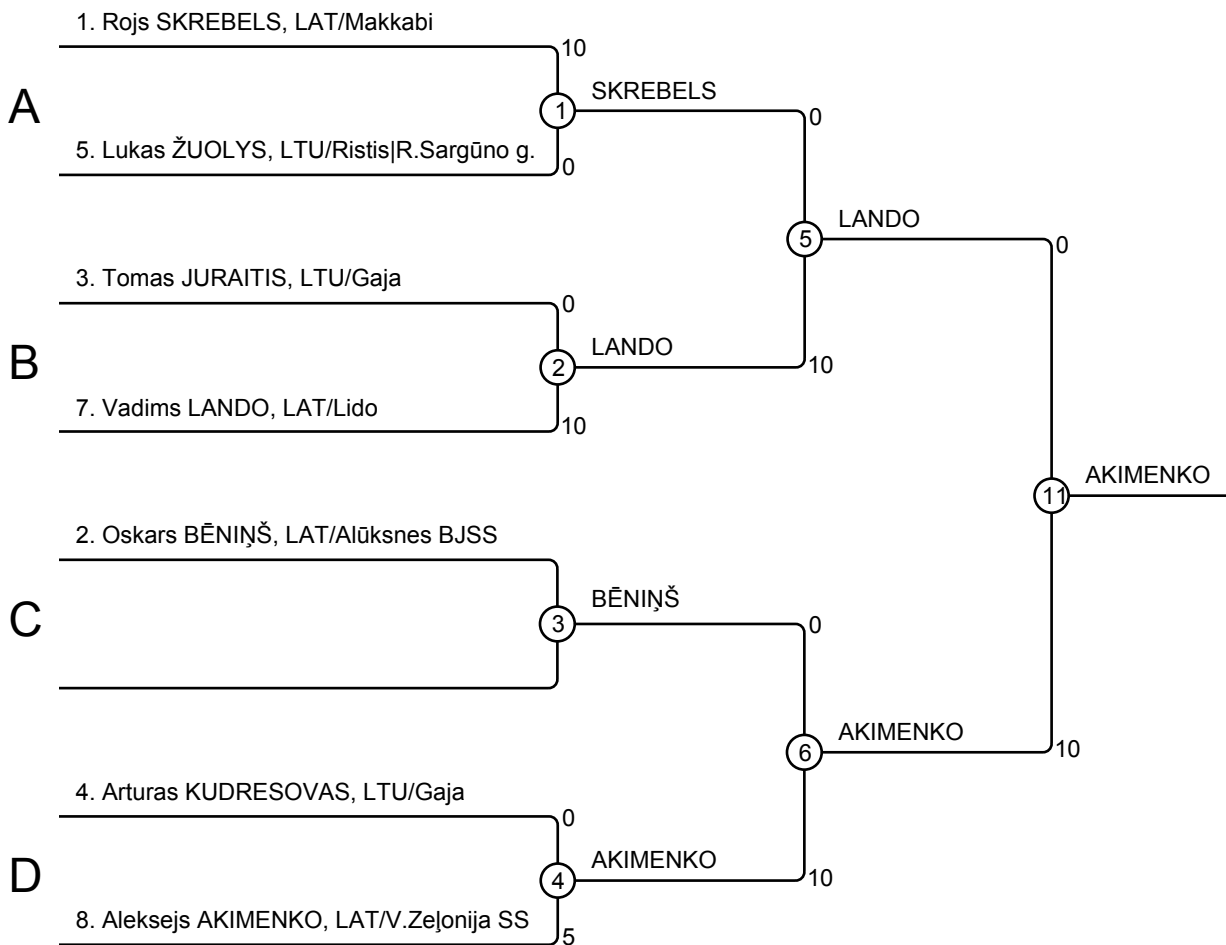 1. Rojs SKREBELS, LAT/Makkabi
10
A
1
SKREBELS
0
5. Lukas ŽUOLYS, LTU/Ristis|R.Sargūno g.
0
5
LANDO
0
3. Tomas JURAITIS, LTU/Gaja
0
B
2
LANDO
10
7. Vadims LANDO, LAT/Lido
10
11
AKIMENKO
2. Oskars BĒNIŅŠ, LAT/Alūksnes BJSS
C
3
BĒNIŅŠ
0
6
AKIMENKO
10
4. Arturas KUDRESOVAS, LTU/Gaja
0
D
4
AKIMENKO
10
8. Aleksejs AKIMENKO, LAT/V.Zeļonija SS
5